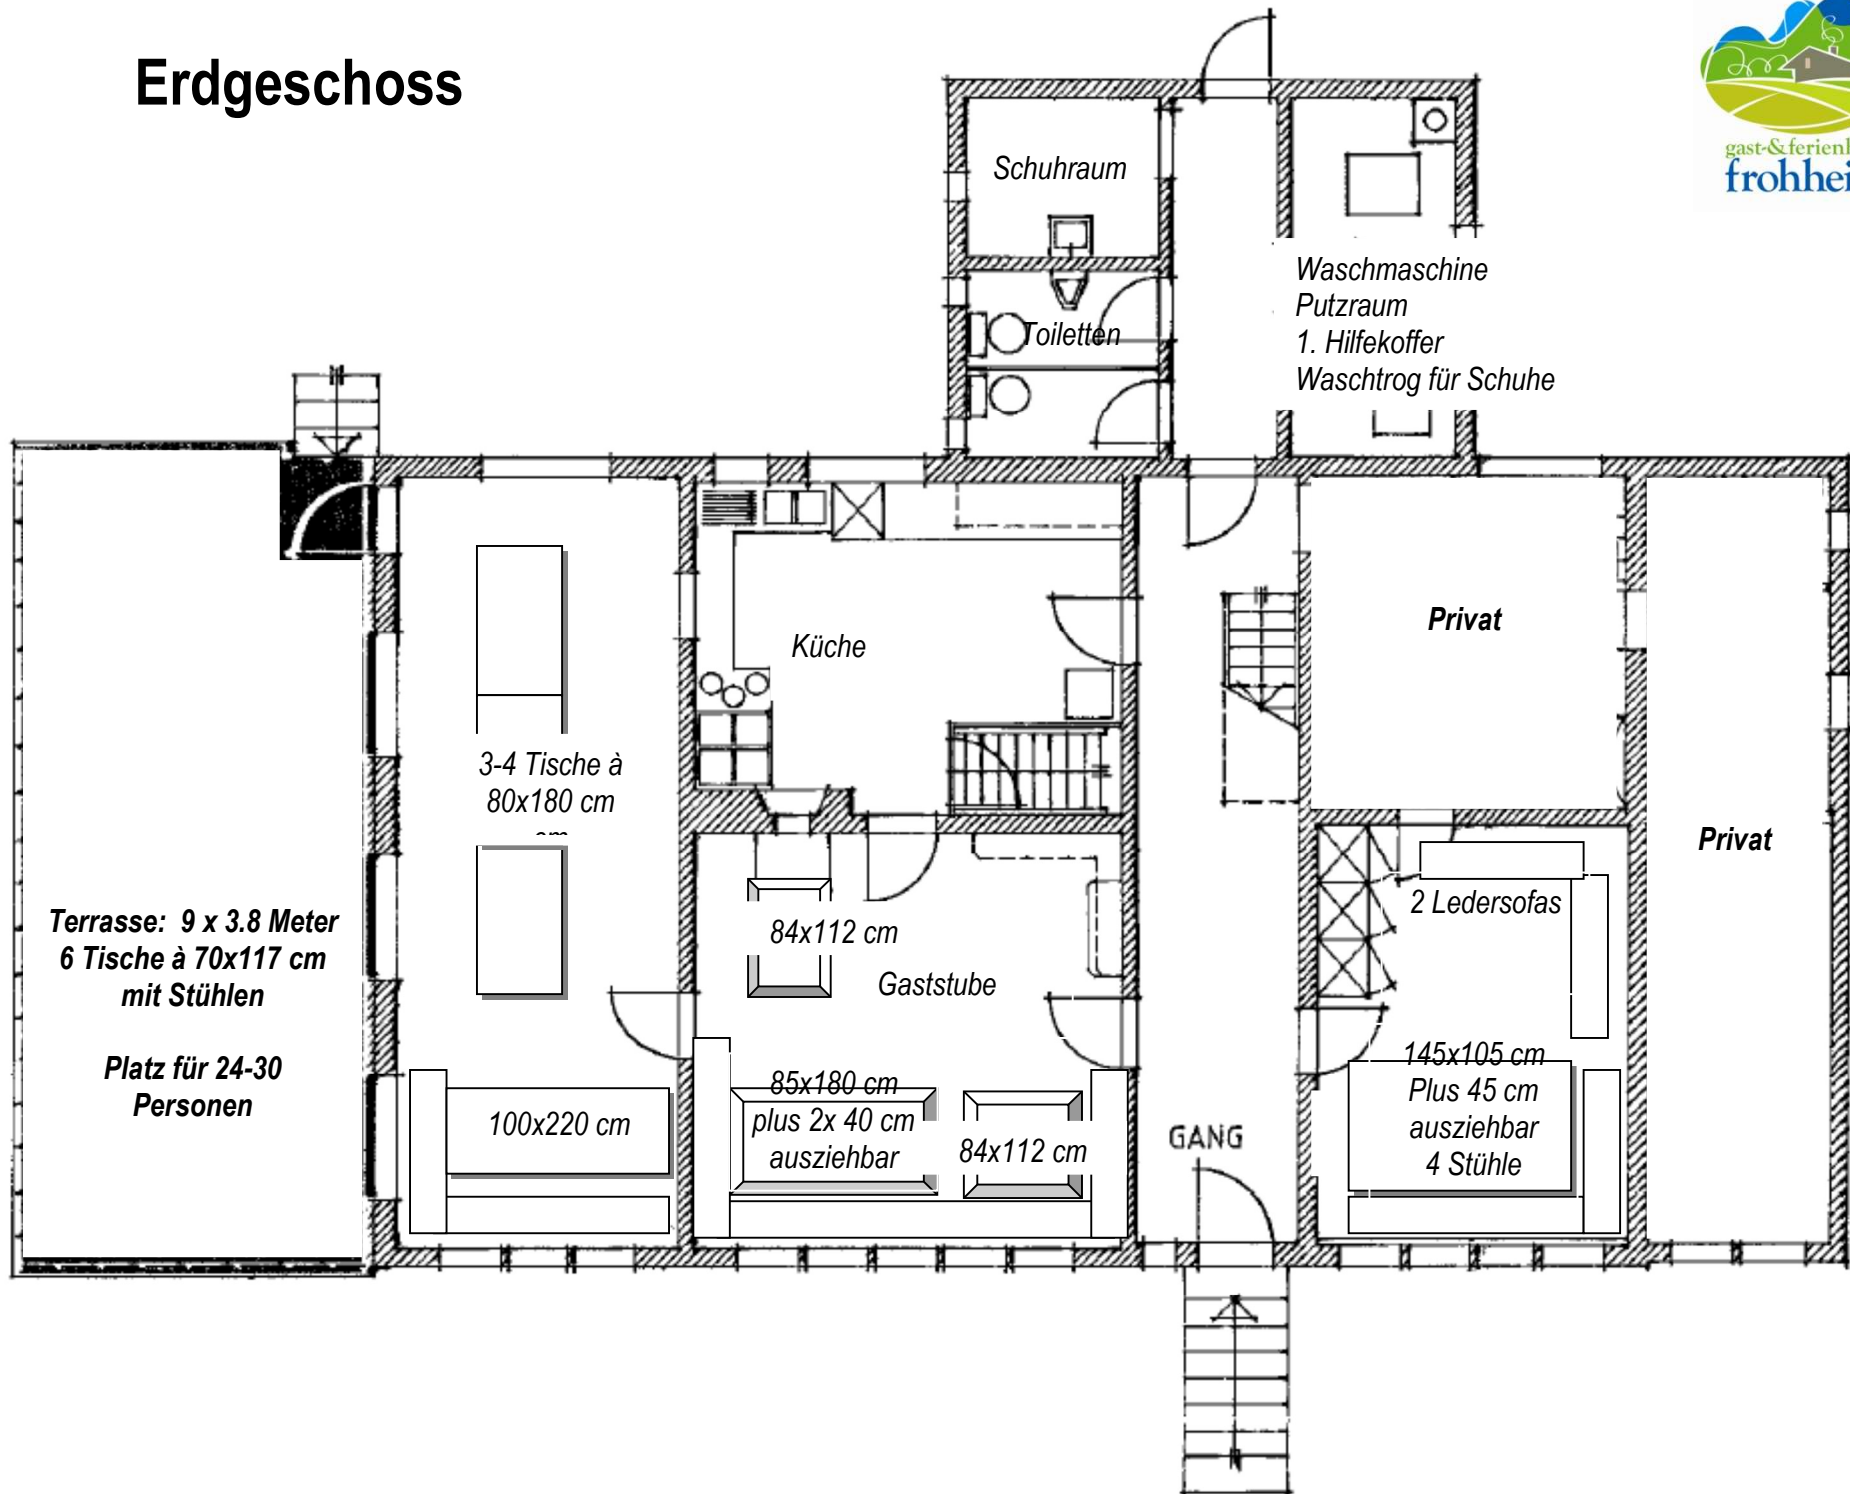 Erdgeschoss
gast-&ferienh
frohhei
Schuhraum
Toiletten
Waschmaschine
Putzraum
1. Hilfekoffer
Waschtrog für Schuhe
Küche
Privat
Privat
3-4 Tische à
80x180 cm
Terrasse: 9 x 3.8 Meter
6 Tische à 70x117 cm
mit Stühlen
Platz für 24-30
Personen
84x112 cm
Gaststube
2 Ledersofas
100x220 cm
85x180 cm
plus 2x 40 cm
ausziehbar
84x112 cm
GANG
145x105 cm
Plus 45 cm
ausziehbar
4 Stühle